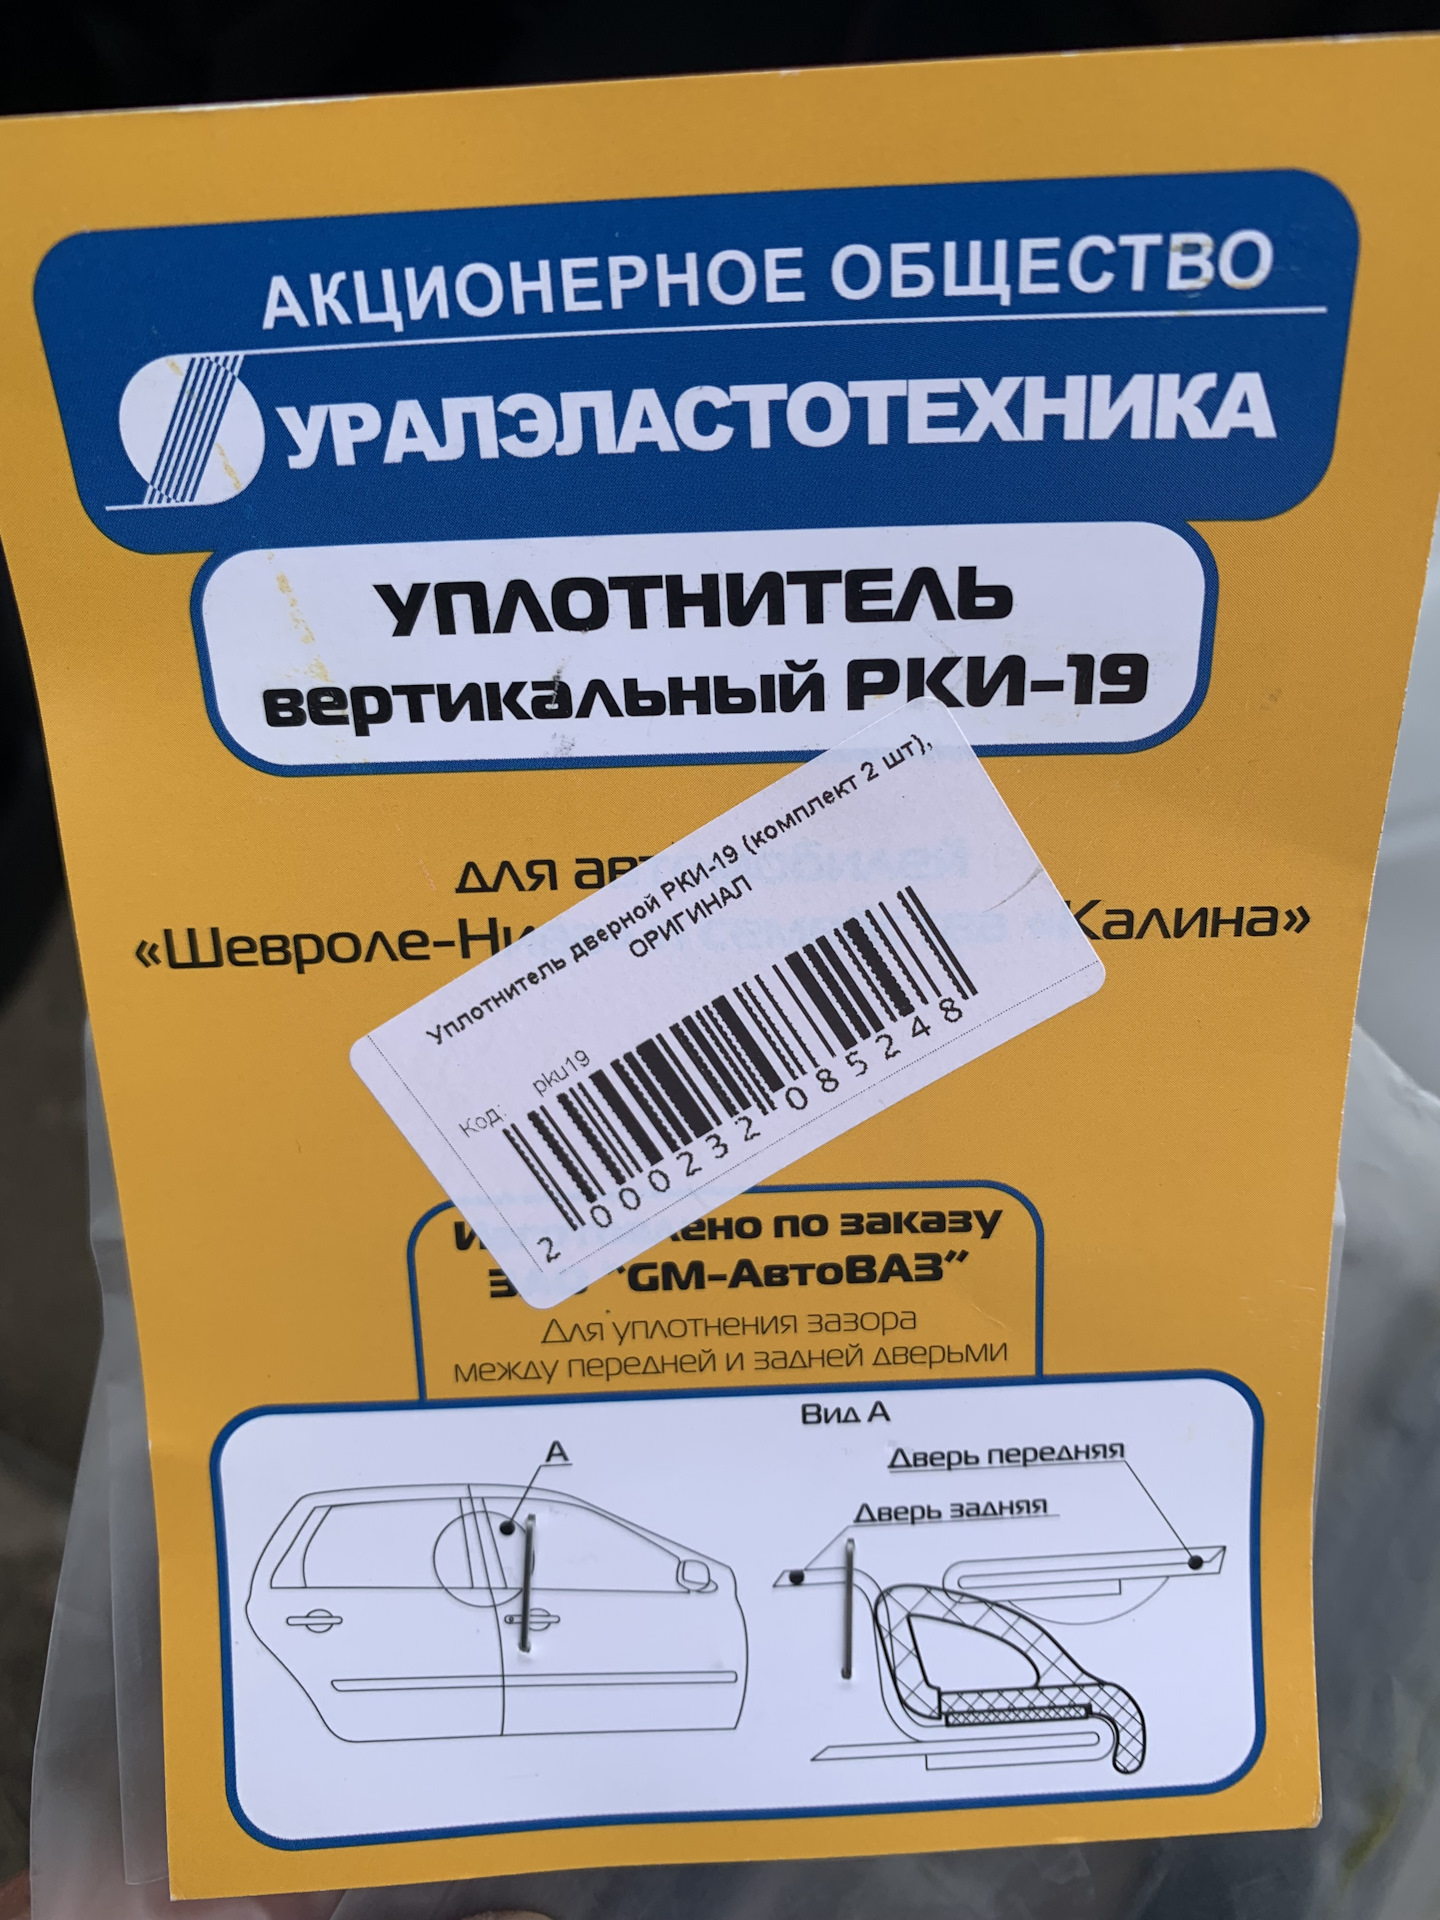 АКЦИОНЕРНОЕ ОБЩЕСТВО
УРАЛЭЛАСТОТЕХНИКА
УПЛОТНИТЕЛЬ
вертикальный РКИ-19
для
«Шевроле-Ни «Калина»
Уплотнитель дверной РКИ-19 (комплект 2 шт),
ОРИГИНАЛ
Код: рки19
2 000232 085248
по заказу
"GM-АвтоВАЗ"
Для уплотнения зазора
между передней и задней дверьми
Вид А
А
Дверь передняя
Дверь задняя